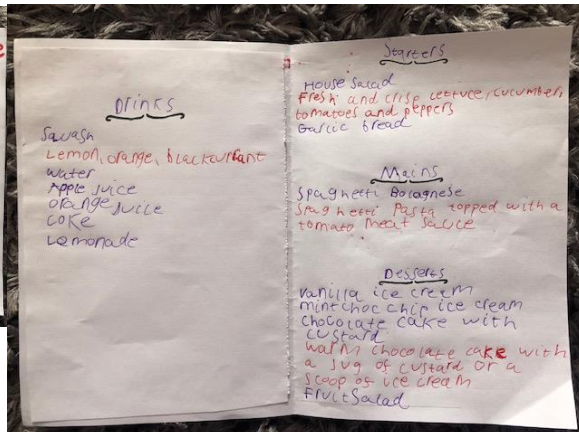 Drinks
Squash
Lemon, orange, blackcurrant
water
Apple juice
orange juice
coke
Lemonade
Starters
House Salad
Fresh and crisp lettuce, cucumber,
tomatoes and peppers
Garlic bread
Mains
Spaghetti Bolagnese
Spaghetti Pasta topped with a
tomato meat sauce
Desserts
vanilla ice cream
mint choc chip ice cream
chocolate cake with
custard
warm chocolate cake with
a jug of custard or a
scoop of ice cream
Fruit Salad